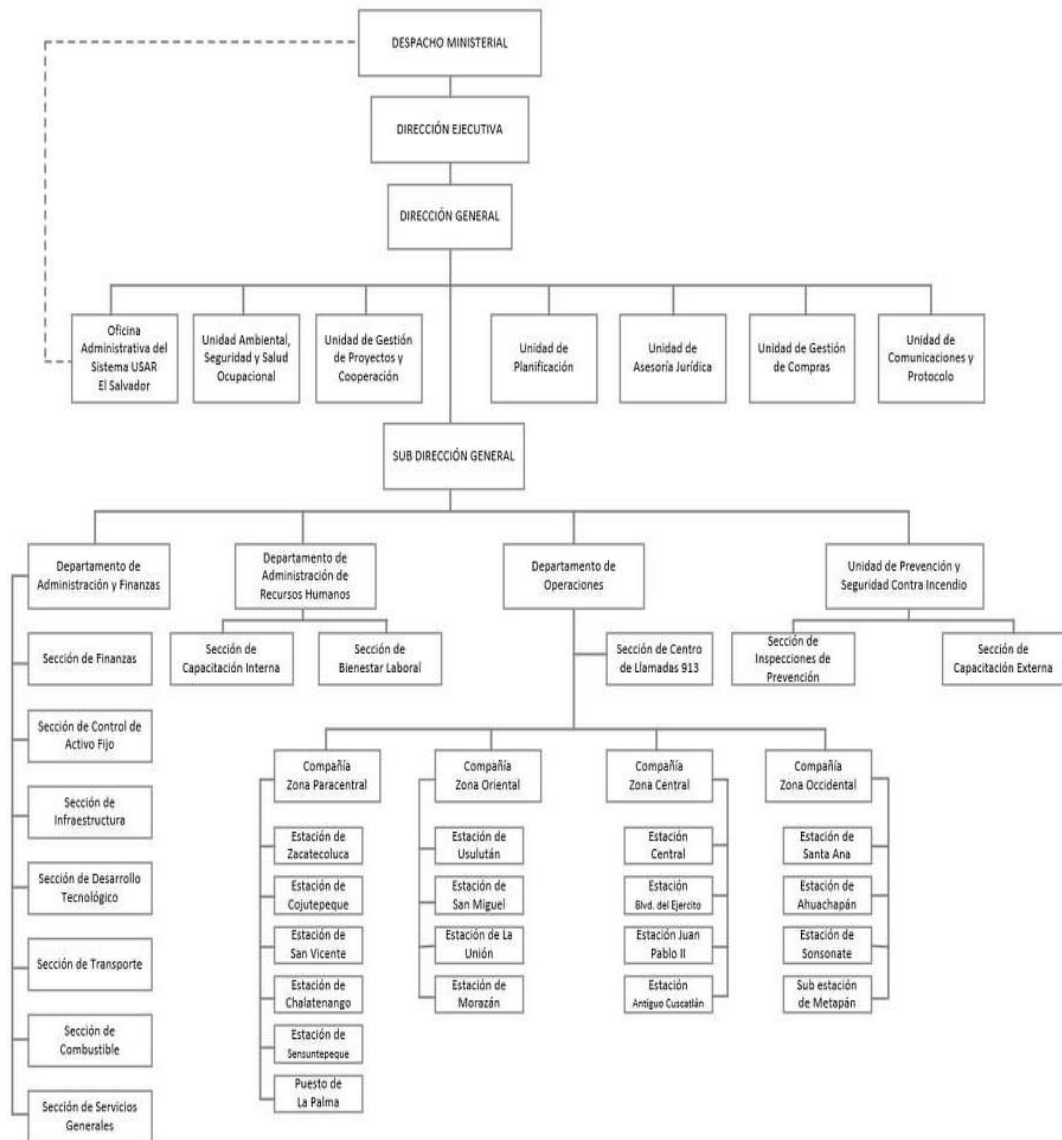 DESPACHO MINISTERIAL
DIRECCIÓN EJECUTIVA
DIRECCIÓN GENERAL
Oficina
Administrativa del
Sistema USAR
El Salvador
Unidad Ambiental,
Seguridad y Salud
Ocupacional
Unidad de Gestión
de Proyectos y
Cooperación
Unidad de
Planificación
Unidad de
Asesoría Jurídica
Unidad de Gestión
de Compras
Unidad de
Comunicaciones y
Protocolo
SUB DIRECCIÓN GENERAL
Departamento de
Administración y Finanzas
Departamento de
Administración de
Recursos Humanos
Departamento de
Operaciones
Unidad de Prevención y
Seguridad Contra Incendio
Sección de Finanzas
Sección de Control de
Activo Fijo
Sección de
Infraestructura
Sección de Desarrollo
Tecnológico
Sección de Transporte
Sección de
Combustible
Sección de Servicios
Generales
Sección de
Capacitación Interna
Sección de
Bienestar Laboral
Sección de Centro
de Llamadas 913
Sección de
Inspecciones de
Prevención
Sección de
Capacitación Externa
Compañía
Zona Paracentral
Estación de
Zacatecoluca
Estación de
Cojutepeque
Estación de
San Vicente
Estación de
Chalatenango
Estación de
Sensuntepeque
Puesto de
La Palma
Compañía
Zona Oriental
Estación de
Usulután
Estación de
San Miguel
Estación de La
Unión
Estación de
Morazán
Compañía
Zona Central
Estación
Central
Estación
Blvd. del Ejercito
Estación Juan
Pablo II
Estación
Antiguo Cuscatlán
Compañía
Zona Occidental
Estación de
Santa Ana
Estación de
Ahuachapán
Estación de
Sonsonate
Sub estación
de Metapán